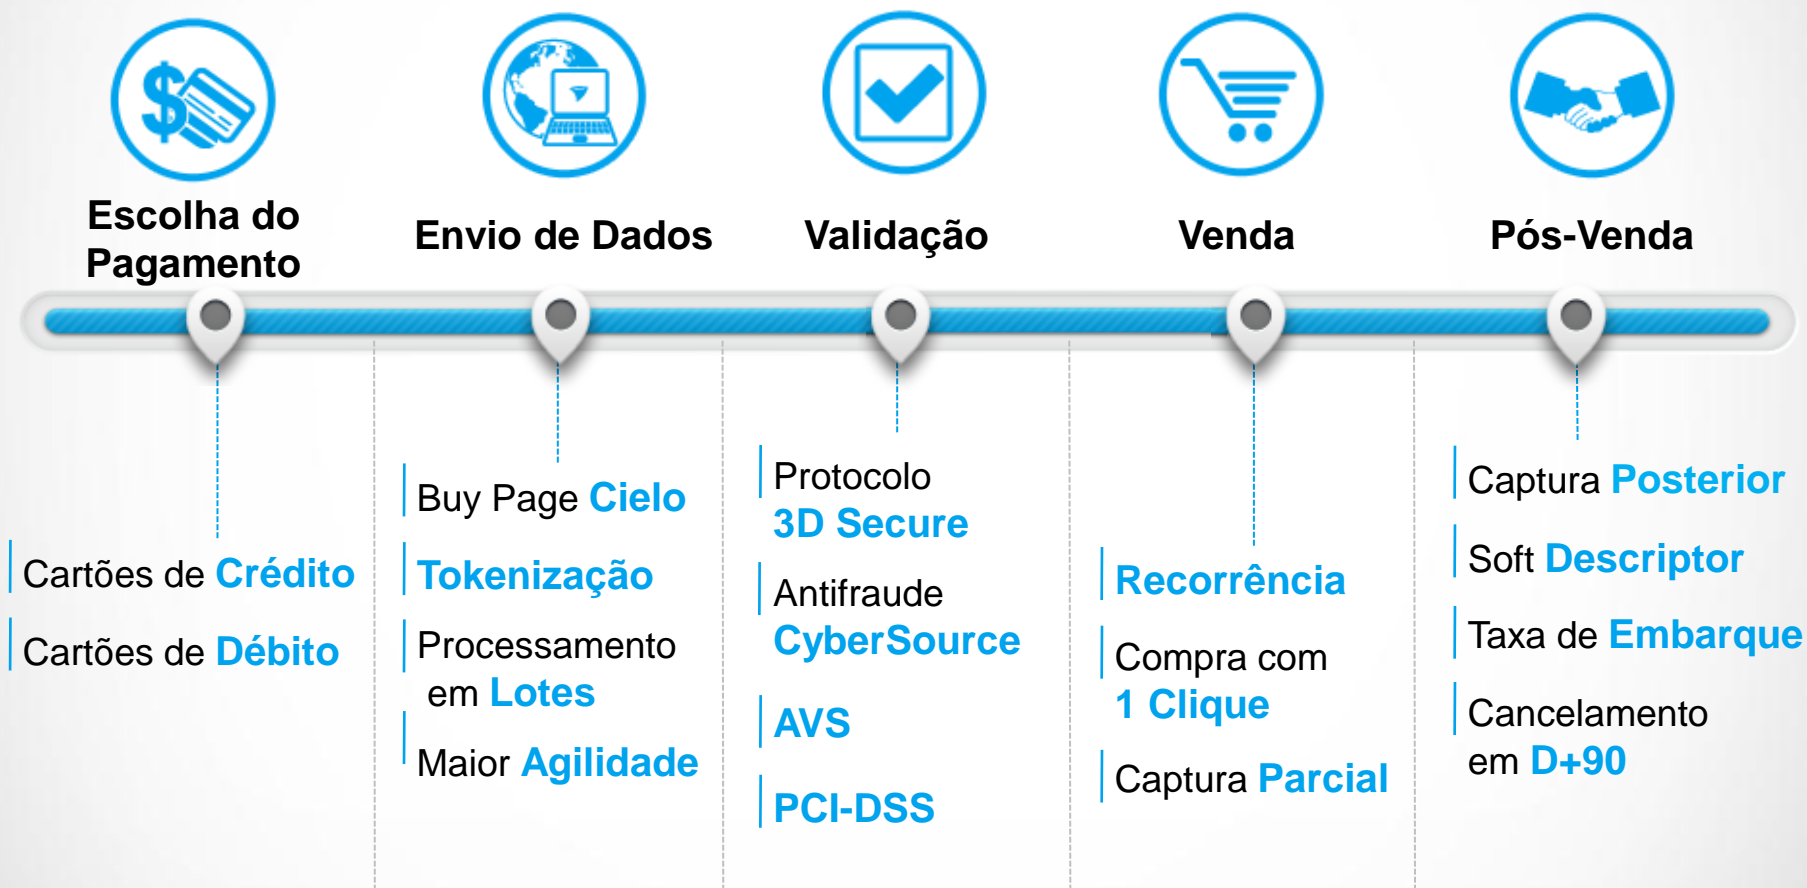 Escolha do
Pagamento
Envio de Dados
Validação
Venda
Pós-Venda
Cartões de Crédito
Cartões de Débito
Buy Page Cielo
Tokenização
Processamento
em Lotes
Maior Agilidade
Protocolo
3D Secure
Antifraude
CyberSource
AVS
PCI-DSS
Recorrência
Compra com
1 Clique
Captura Parcial
Captura Posterior
Soft Descriptor
Taxa de Embarque
Cancelamento
em D+90